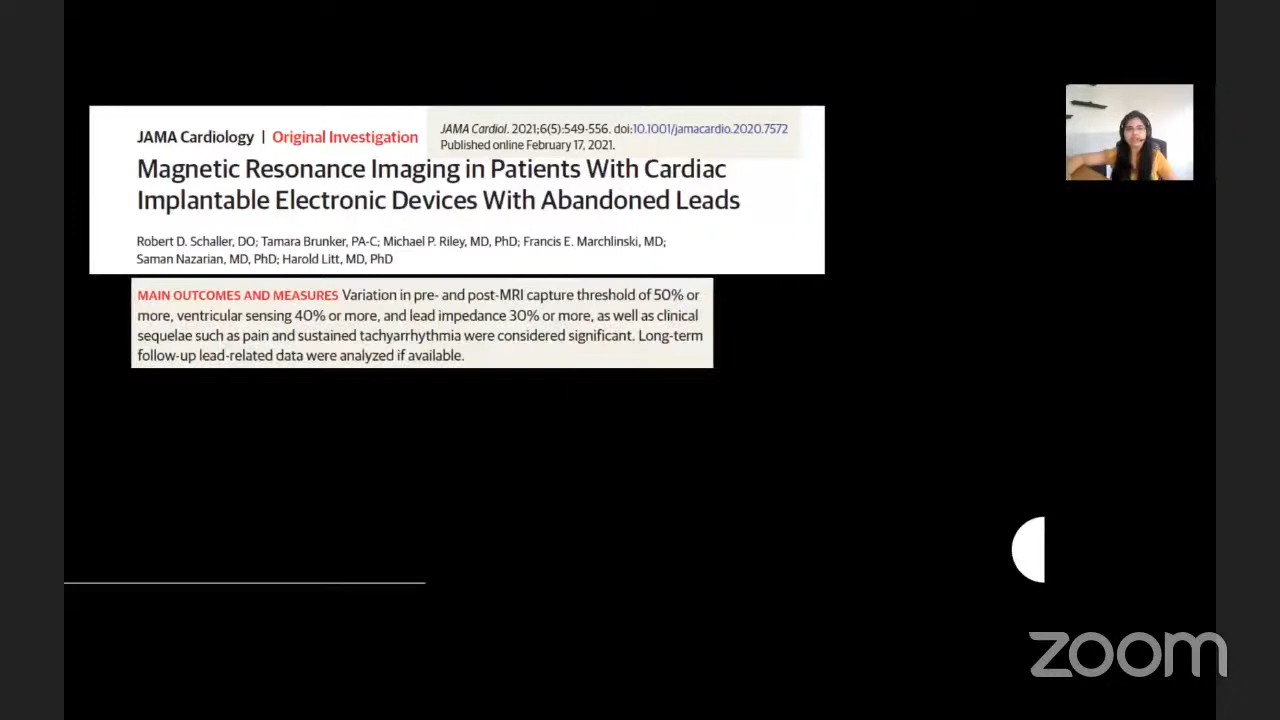 JAMA Cardiology | Original Investigation
JAMA Cardiol. 2021;6(5):549-556. doi:10.1001/jamacardio.2020.7572
Published online February 17, 2021.
Magnetic Resonance Imaging in Patients With Cardiac
Implantable Electronic Devices With Abandoned Leads
Robert D. Schaller, DO; Tamara Brunker, PA-C; Michael P. Riley, MD, PhD; Francis E. Marchlinski, MD;
Saman Nazarian, MD, PhD; Harold Litt, MD, PhD
MAIN OUTCOMES AND MEASURES Variation in pre- and post-MRI capture threshold of 50% or
more, ventricular sensing 40% or more, and lead impedance 30% or more, as well as clinical
sequelae such as pain and sustained tachyarrhythmia were considered significant. Long-term
follow-up lead-related data were analyzed if available.
zoom